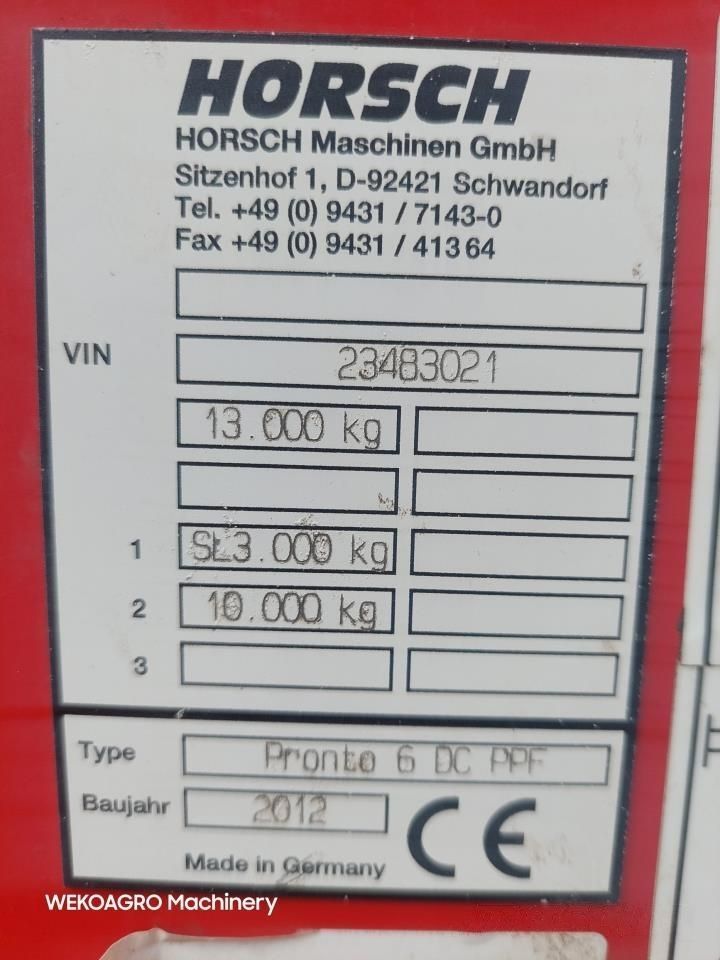 HORSCH
HORSCH Maschinen GmbH
Sitzenhof 1, D-92421 Schwandorf
Tel. +49 (0) 9431 / 7143-0
Fax +49 (0) 9431 / 41364
VIN 23483021
13.000 kg
1 SL3.000 kg
2 10.000 kg
3
Type Pronto 6 DC PPF
Baujahr 2012 CE
Made in Germany
WEKOAGRO Machinery